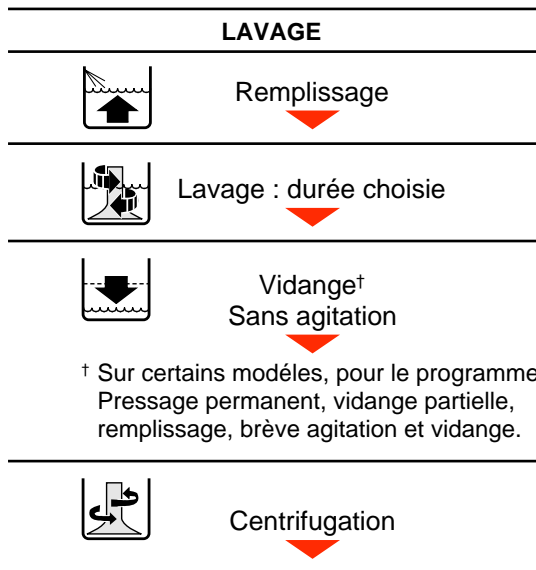 LAVAGE
Remplissage
Lavage : durée choisie
Vidange†
Sans agitation
† Sur certains modéles, pour le programme
Pressage permanent, vidange partielle,
remplissage, brève agitation et vidange.
Centrifugation